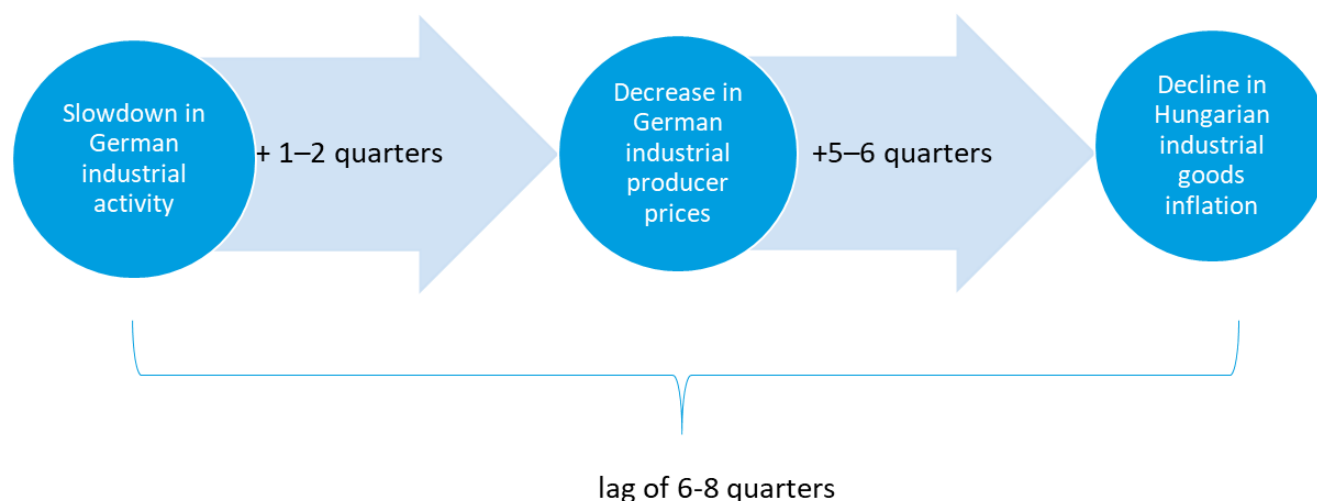 Slowdown in
German
industrial
activity
+ 1–2 quarters
Decrease in
German
industrial
producer
prices
+5–6 quarters
Decline in
Hungarian
industrial
goods
inflation
lag of 6-8 quarters